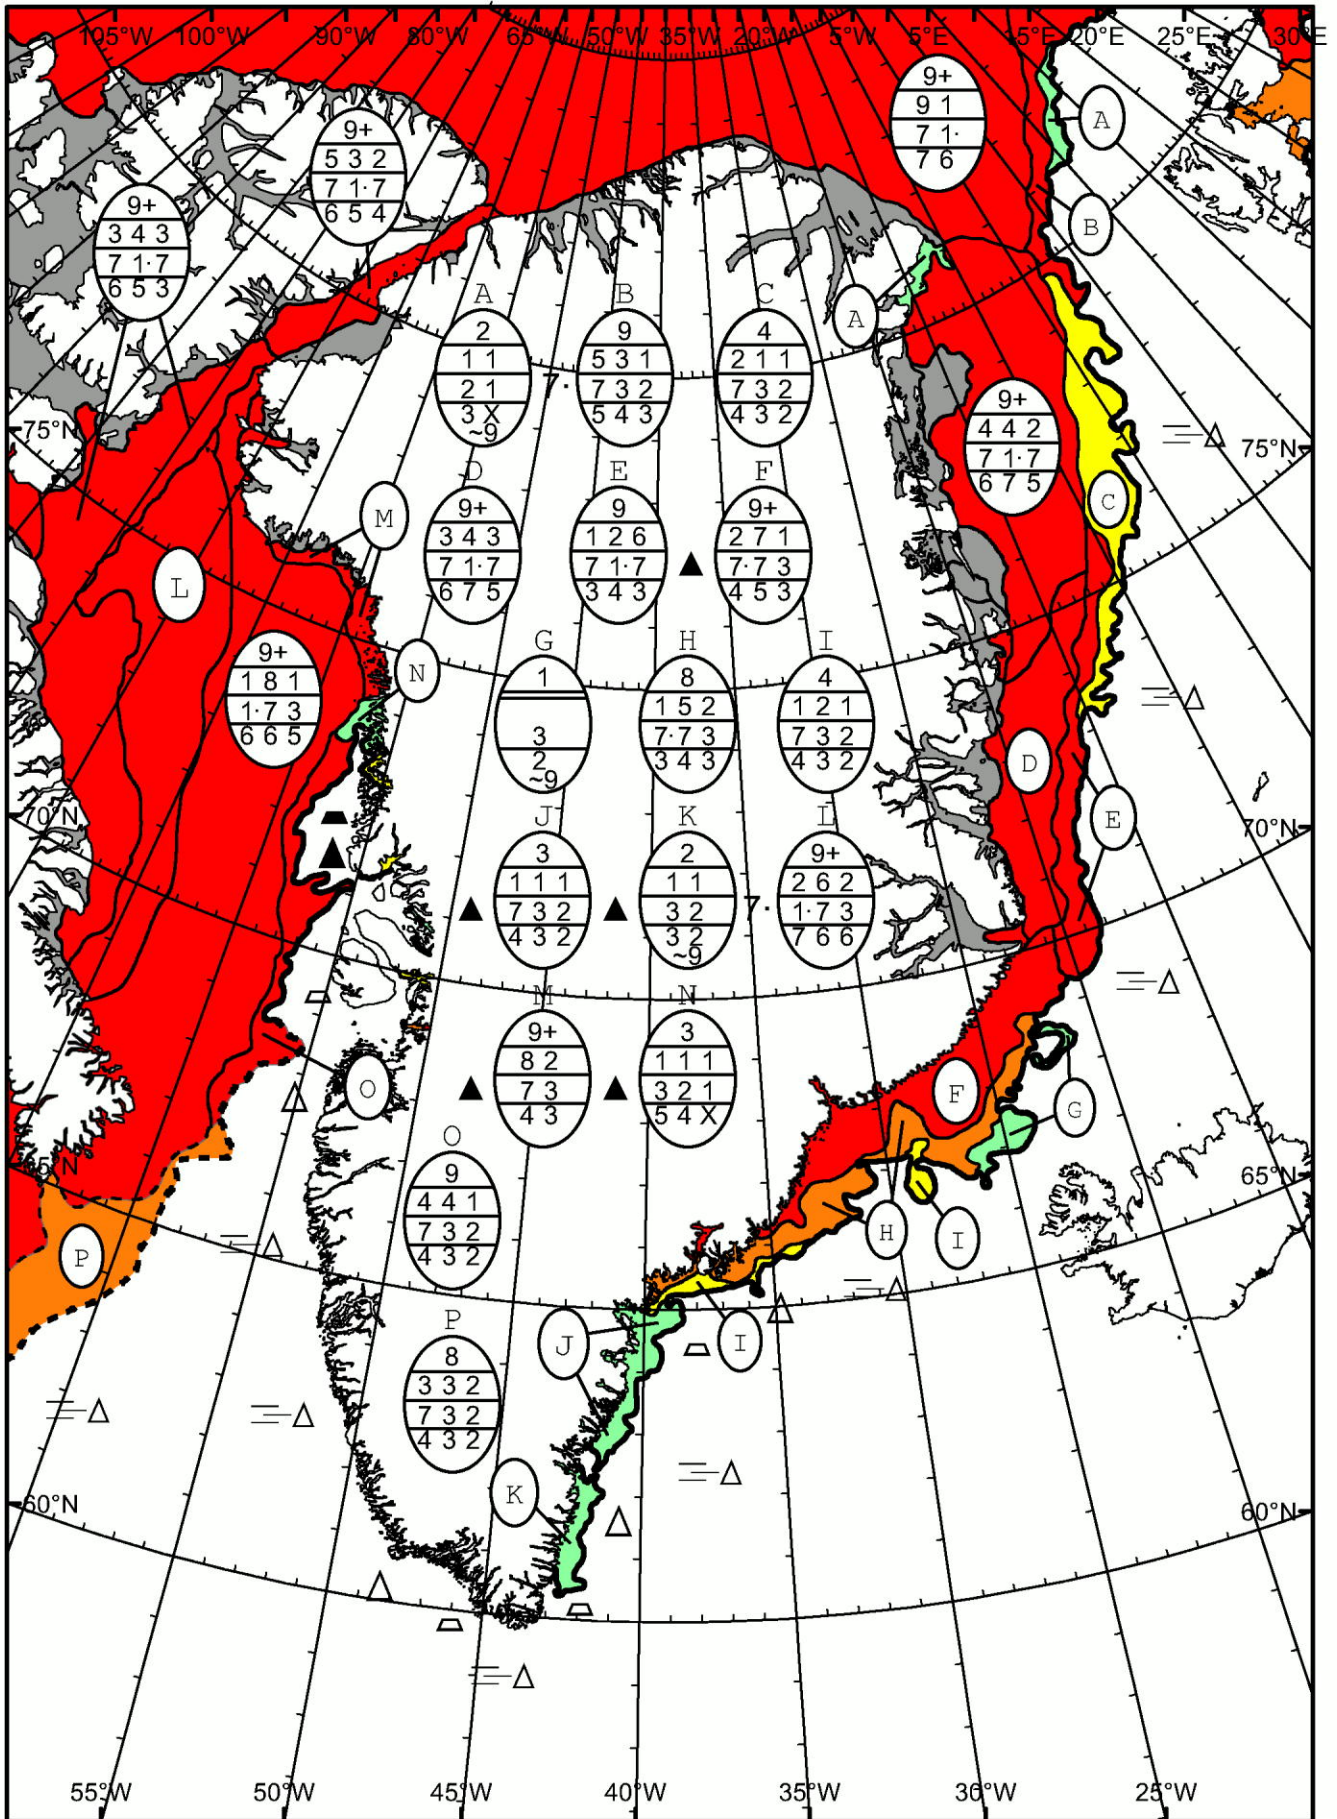 105°W 100°W 90°W 80°W 65°W 50°W 35°W 20°W 5°W 5°E 15°E 20°E 25°E 30°E
9+
9 1
7 1·
7 6
A
9+
5 3 2
7 1·7
6 5 4
9+
3 4 3
7 1·7
6 5 3
B
A
A
2
1 1
2 1
3 X
~9
B
7·
9
5 3 1
7 3 2
5 4 3
C
4
2 1 1
7 3 2
4 3 2
9+
4 4 2
7 1·7
6 7 5
75°N
75°N
C
M
L
D
9+
3 4 3
7 1·7
6 7 5
E
9
1 2 6
7 1·7
3 4 3
F
9+
2 7 1
7·7 3
4 5 3
9+
1 8 1
1·7 3
6 6 5
N
G
1
3
2
~9
H
8
1 5 2
7·7 3
3 4 3
I
4
1 2 1
7 3 2
4 3 2
D
E
70°N
70°N
J
3
1 1 1
7 3 2
4 3 2
K
2
1 1
3 2
3 2
~9
L
7·
9+
2 6 2
1·7 3
7 6 6
M
9+
8 2
7 3
4 3
N
3
1 1 1
3 2 1
5 4 X
O
F
G
O
9
4 4 1
7 3 2
4 3 2
65°N
65°N
P
H
I
P
8
3 3 2
7 3 2
4 3 2
J
I
K
60°N
60°N
55°W 50°W 45°W 40°W 35°W 30°W 25°W